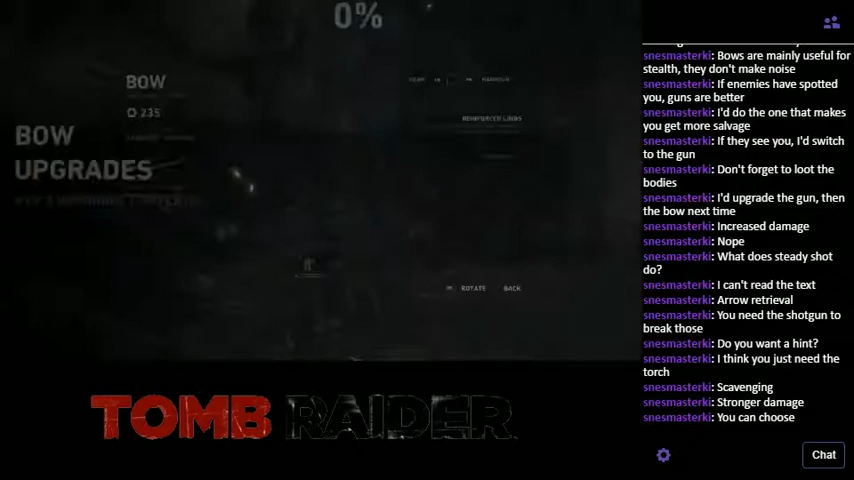 0%
BOW
235
BOW
UPGRADES
REINFORCED LIMBS
ROTATE BACK
TOMB RAIDER
snesmasterki: Bows are mainly useful for
stealth, they don't make noise
snesmasterki: If enemies have spotted
you, guns are better
snesmasterki: I'd do the one that makes
you get more salvage
snesmasterki: If they see you, I'd switch
to the gun
snesmasterki: Don't forget to loot the
bodies
snesmasterki: I'd upgrade the gun, then
the bow next time
snesmasterki: Increased damage
snesmasterki: Nope
snesmasterki: What does steady shot
do?
snesmasterki: I can't read the text
snesmasterki: Arrow retrieval
snesmasterki: You need the shotgun to
break those
snesmasterki: Do you want a hint?
snesmasterki: I think you just need the
torch
snesmasterki: Scavenging
snesmasterki: Stronger damage
snesmasterki: You can choose
Chat